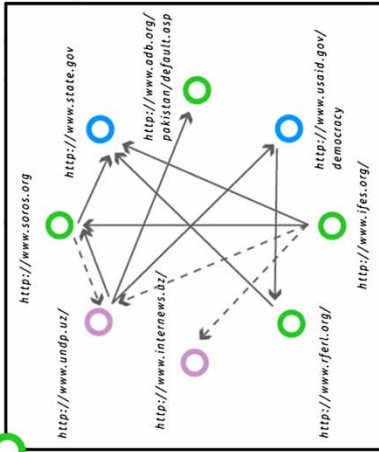 http://www.soros.org
http://www.state.gov
http://www.adb.org/
pakistan/default.asp
http://www.usaid.gov/
democracy
http://www.ifes.org/
http://www.rferl.org/
http://www.internews.uz/
http://www.undp.uz/